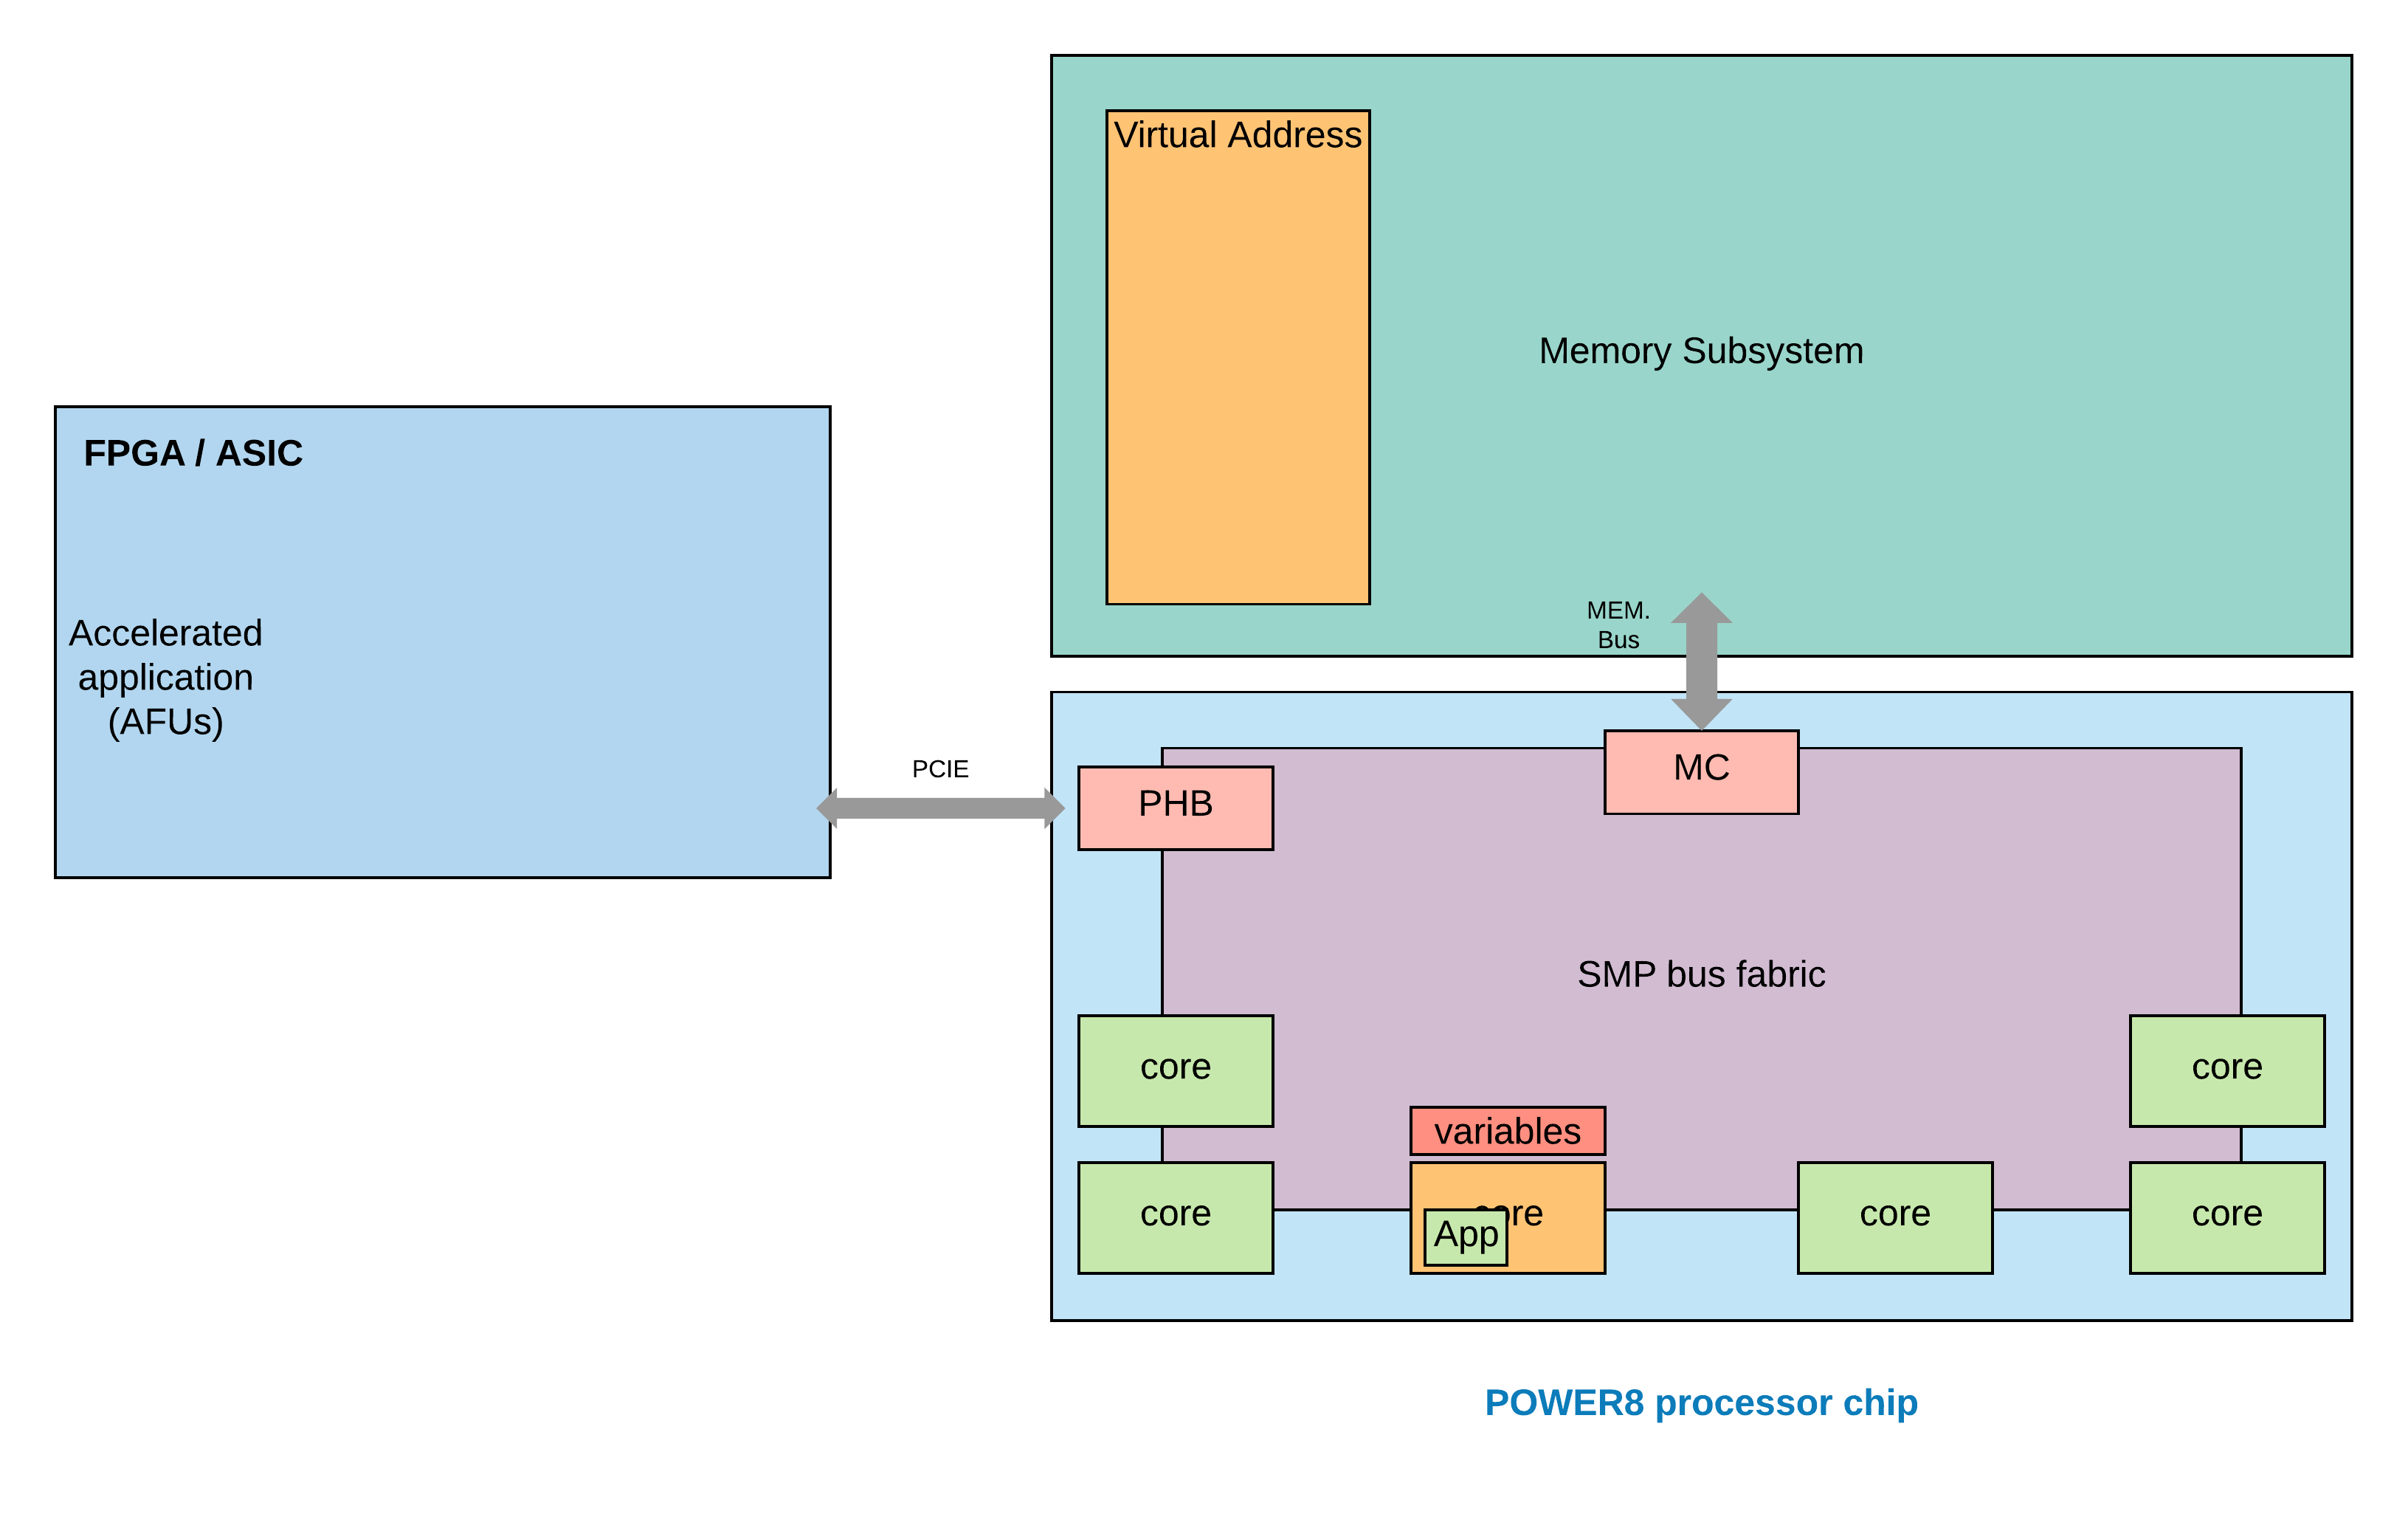 Virtual Address
Memory Subsystem
FPGA / ASIC
Accelerated
application
(AFUs)
MEM.
Bus
PCIE
PHB
MC
SMP bus fabric
core
core
variables
core
App
core
core
core
POWER8 processor chip